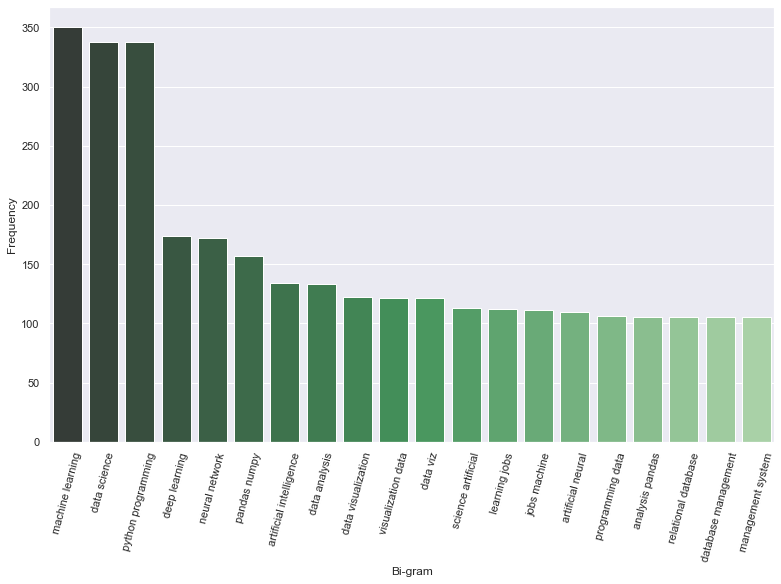 350
300
250
200
150
100
50
0
Frequency
machine learning
data science
python programming
deep learning
neural network
pandas numpy
artificial intelligence
data analysis
data visualization
visualization data
data viz
science artificial
learning jobs
jobs machine
artificial neural
programming data
analysis pandas
relational database
database management
management system
Bi-gram